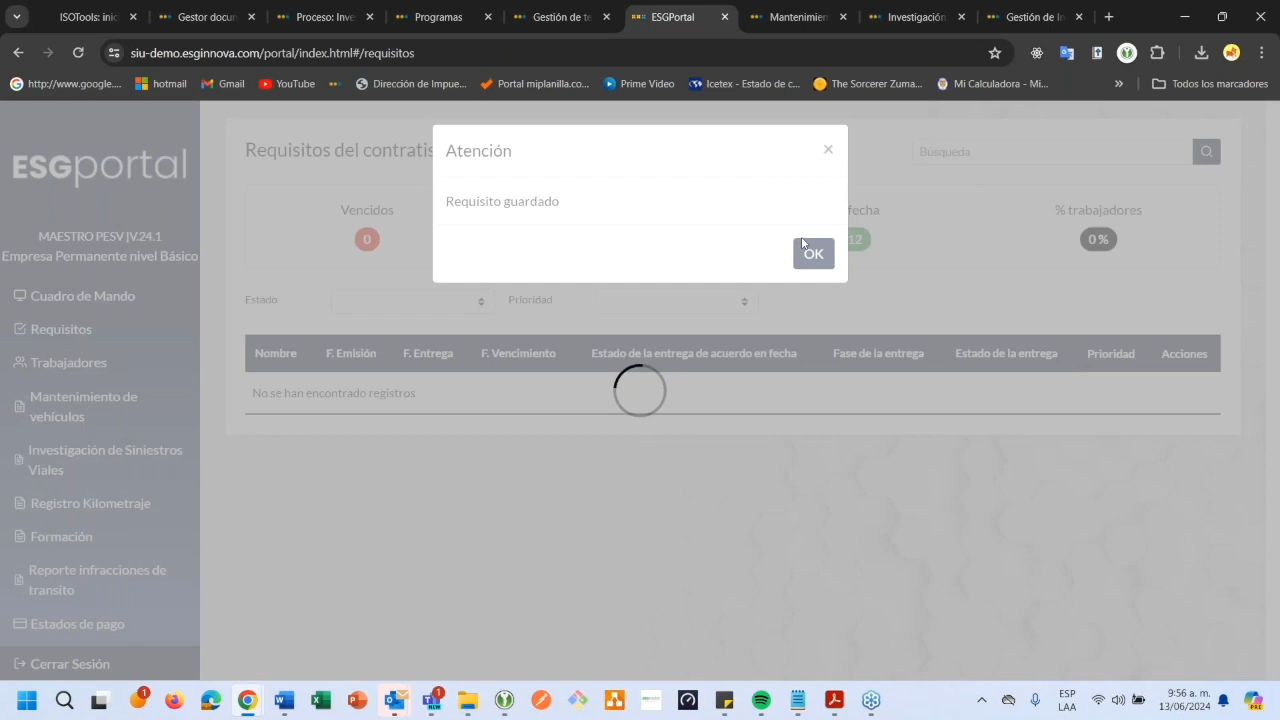 ISOTools: inic
Gestor docun
Proceso: Inve
Programas
Gestión de te
ESGPortal
Mantenimien
Investigación
Gestión de In
siu-demo.esginnova.com/portal/index.html#/requisitos
http://www.google....
hotmail
Gmail
YouTube
Dirección de Impue...
Portal miplanilla.co...
Prime Video
Icetex - Estado de c...
The Sorcerer Zuma...
Mi Calculadora - Mi...
»
Todos los marcadores
ESGportal
MAESTRO PESV |V.24.1
Empresa Permanente nivel Básico
Cuadro de Mando
Requisitos
Trabajadores
Mantenimiento de
vehículos
Investigación de Siniestros
Viales
Registro Kilometraje
Formación
Reporte infracciones de
transito
Estados de pago
Cerrar Sesión
Requisitos del contratis
Búsqueda
Atención
×
Requisito guardado
OK
Vencidos
0
fecha
12
% trabajadores
0 %
Estado
Prioridad
Nombre F. Emisión F. Entrega F. Vencimiento Estado de la entrega de acuerdo en fecha Fase de la entrega Estado de la entrega Prioridad Acciones
No se han encontrado registros
1
1
ESP
LAA
9:56 a. m.
13/06/2024